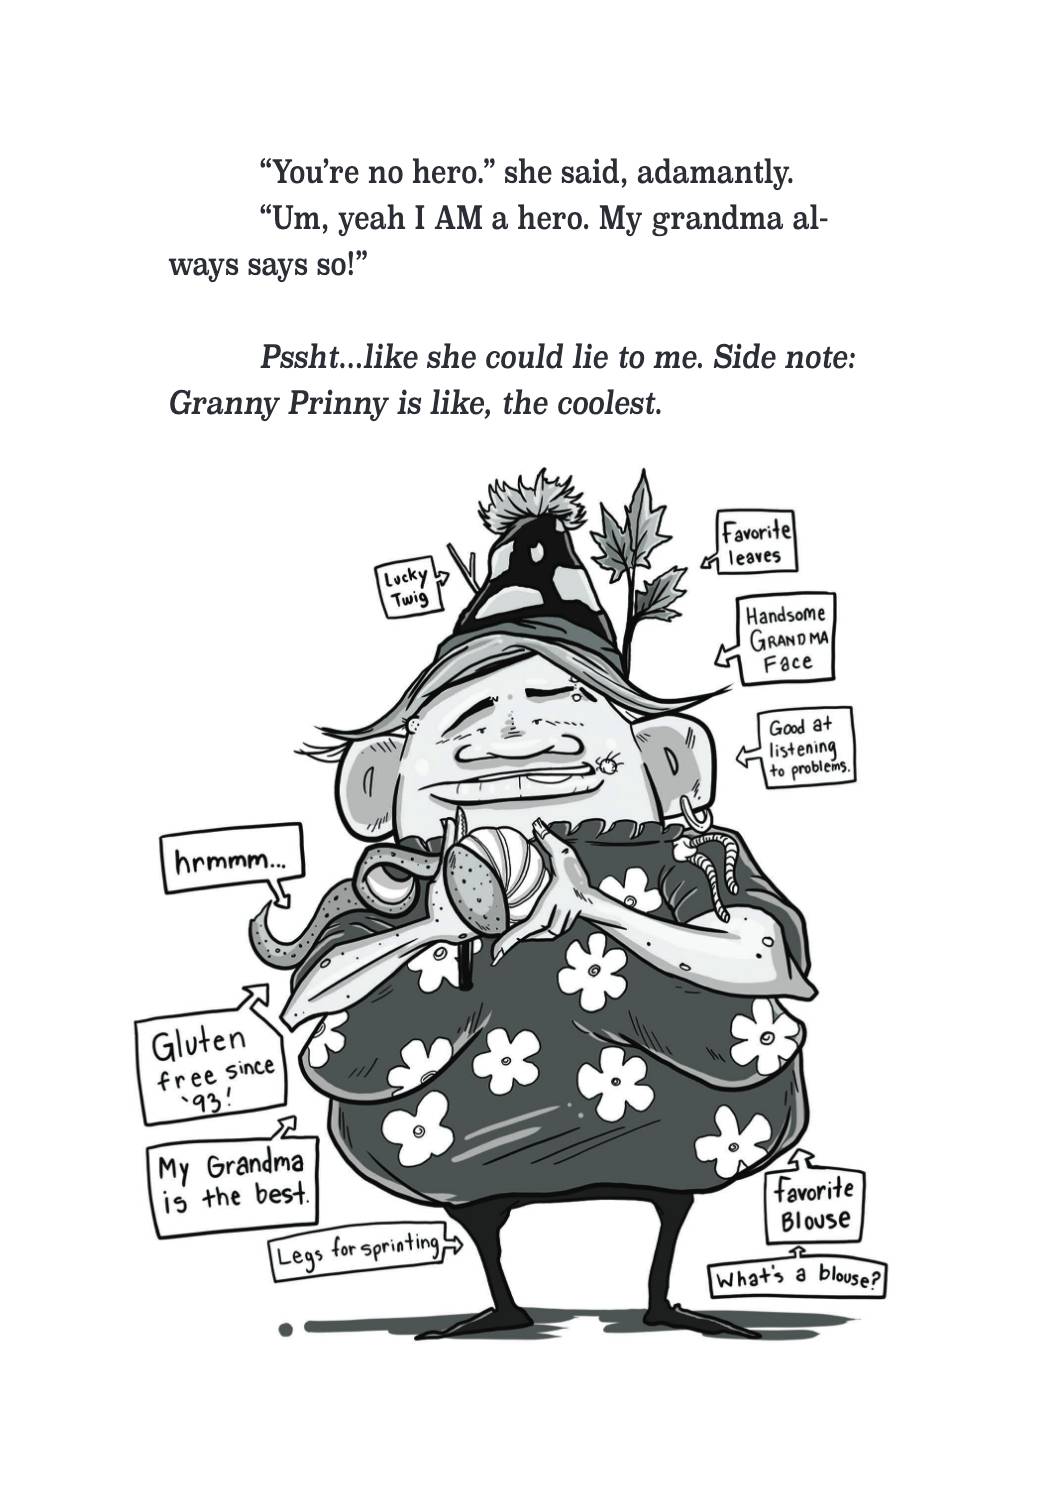 “You’re no hero.” she said, adamantly.
“Um, yeah I AM a hero. My grandma al-
ways says so!”
Pssht...like she could lie to me. Side note:
Granny Prinny is like, the coolest.
Favorite
leaves
Lucky
Twig
Handsome
GRANDMA
Face
Good at
listening
to problems.
hrmmm...
Gluten
free since
‘93!
My Grandma
is the best.
favorite
Blouse
Legs for sprinting
What's a blouse?